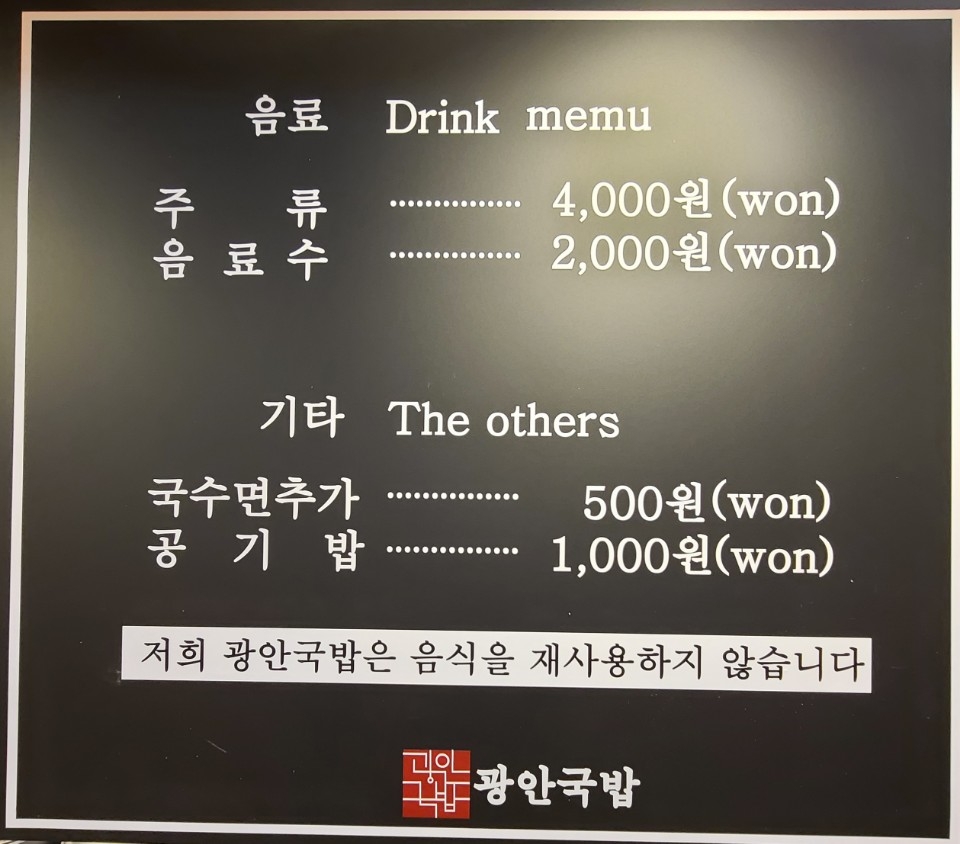 음료 Drink memu
주 류 ··············· 4,000원(won)
음 료 수 ··············· 2,000원(won)
기타 The others
국수면추가 ··············· 500원(won)
공 기 밥 ··············· 1,000원(won)
저희 광안국밥은 음식을 재사용하지 않습니다
광안국밥 광안국밥